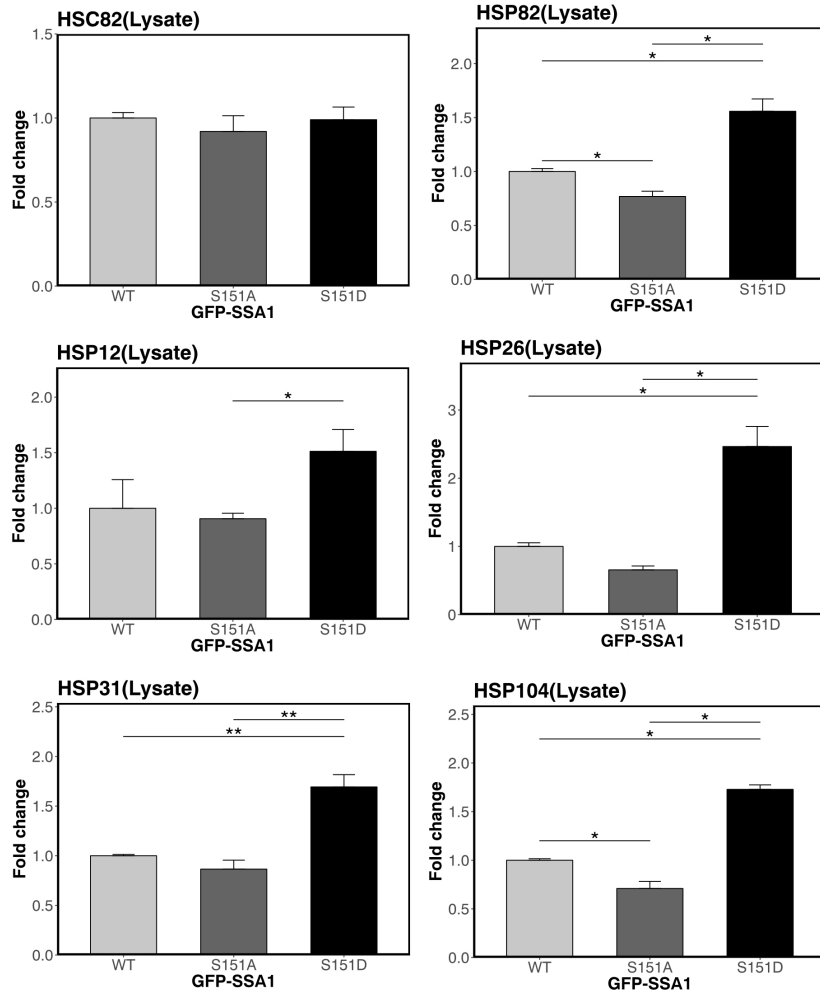 HSC82(Lysate)
Fold change
1.5
1.0
0.5
0.0
WT S151A S151D
GFP-SSA1
HSP82(Lysate)
Fold change
2.0
1.5
1.0
0.5
0.0
*
*
*
WT S151A S151D
GFP-SSA1
HSP12(Lysate)
Fold change
2.0
1.5
1.0
0.5
0.0
*
WT S151A S151D
GFP-SSA1
HSP26(Lysate)
Fold change
3
2
1
0
*
*
WT S151A S151D
GFP-SSA1
HSP31(Lysate)
Fold change
2.5
2.0
1.5
1.0
0.5
0.0
**
**
WT S151A S151D
GFP-SSA1
HSP104(Lysate)
Fold change
2.5
2.0
1.5
1.0
0.5
0.0
*
*
*
WT S151A S151D
GFP-SSA1